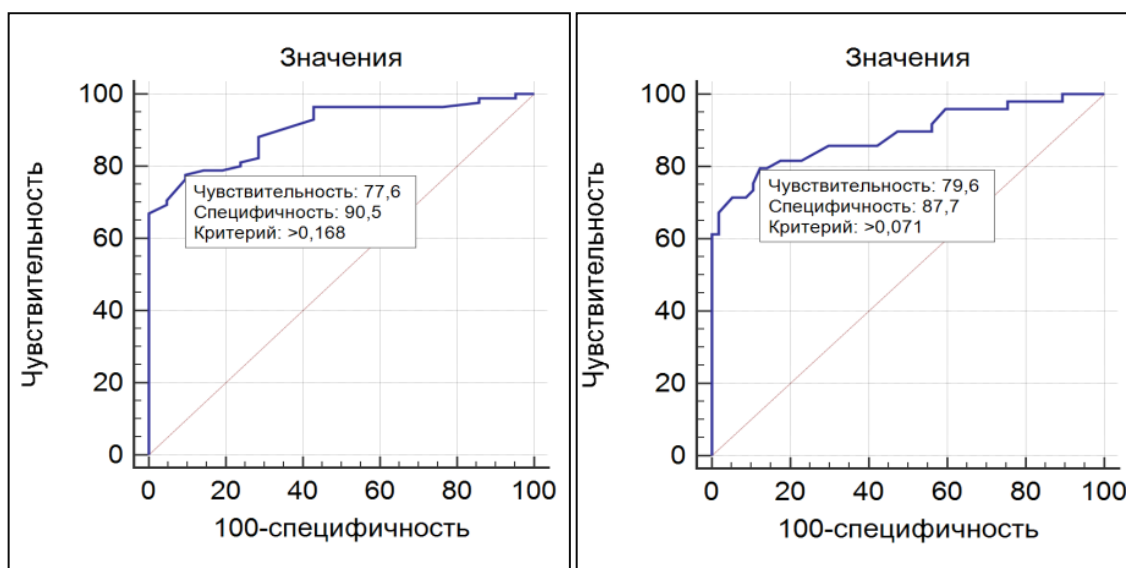 Значения
100
80
60
40
20
0
Чувствительность
Чувствительность: 77,6
Специфичность: 90,5
Критерий: >0,168
0 20 40 60 80 100
100-специфичность
Значения
100
80
60
40
20
0
Чувствительность
Чувствительность: 79,6
Специфичность: 87,7
Критерий: >0,071
0 20 40 60 80 100
100-специфичность